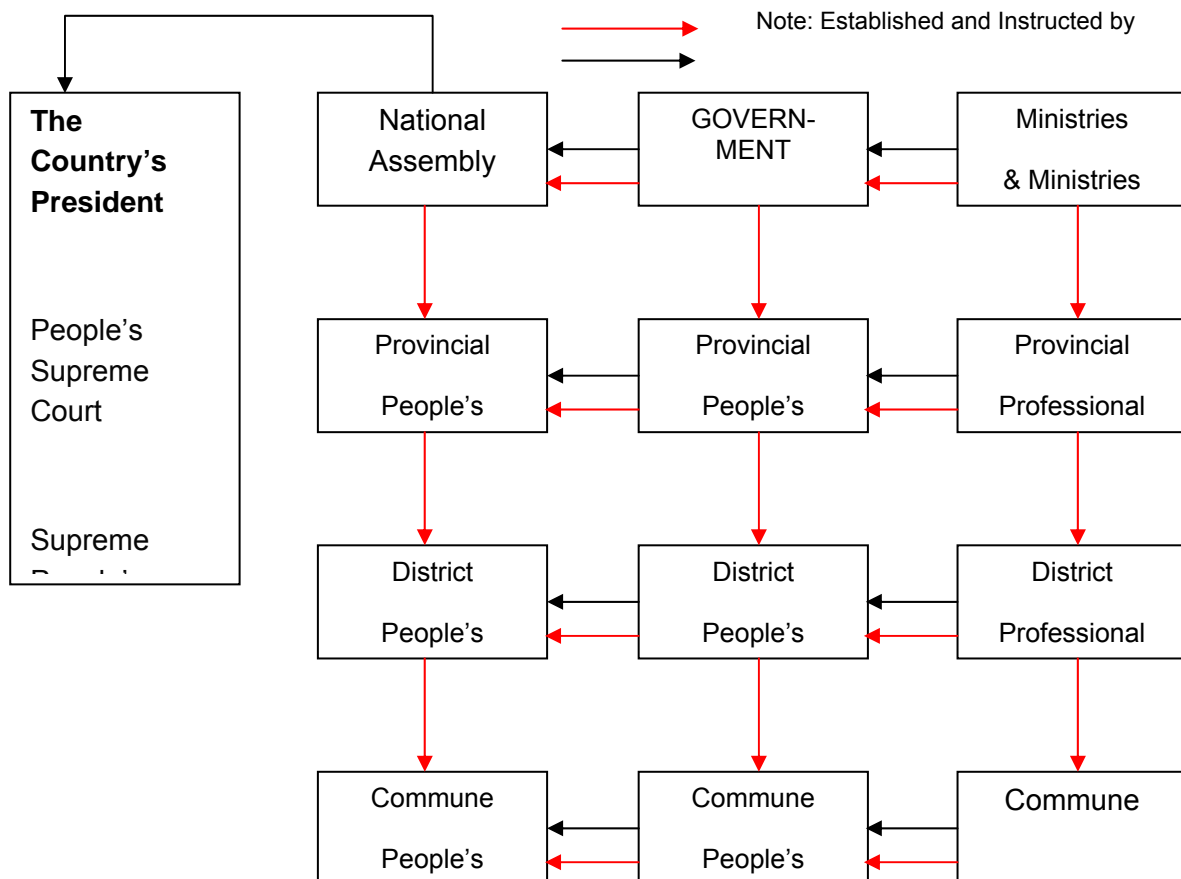 Note: Established and Instructed by
The
Country’s
President
People’s
Supreme
Court
Supreme
National
Assembly
GOVERN-
MENT
Ministries
& Ministries
Provincial
People’s
Provincial
People’s
Provincial
Professional
District
People’s
District
People’s
District
Professional
Commune
People’s
Commune
People’s
Commune